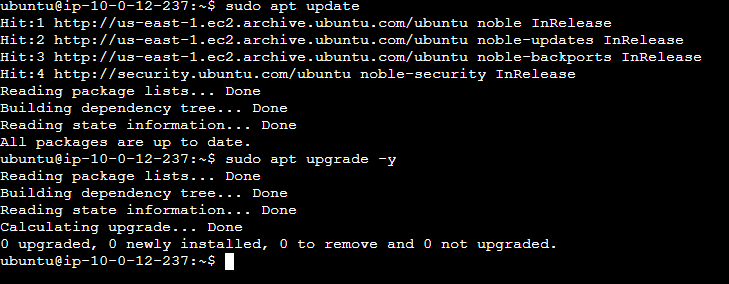 ubuntu@ip-10-0-12-237:~$ sudo apt update
Hit:1 http://us-east-1.ec2.archive.ubuntu.com/ubuntu noble InRelease
Hit:2 http://us-east-1.ec2.archive.ubuntu.com/ubuntu noble-updates InRelease
Hit:3 http://us-east-1.ec2.archive.ubuntu.com/ubuntu noble-backports InRelease
Hit:4 http://security.ubuntu.com/ubuntu noble-security InRelease
Reading package lists... Done
Building dependency tree... Done
Reading state information... Done
All packages are up to date.
ubuntu@ip-10-0-12-237:~$ sudo apt upgrade -y
Reading package lists... Done
Building dependency tree... Done
Reading state information... Done
Calculating upgrade... Done
0 upgraded, 0 newly installed, 0 to remove and 0 not upgraded.
ubuntu@ip-10-0-12-237:~$